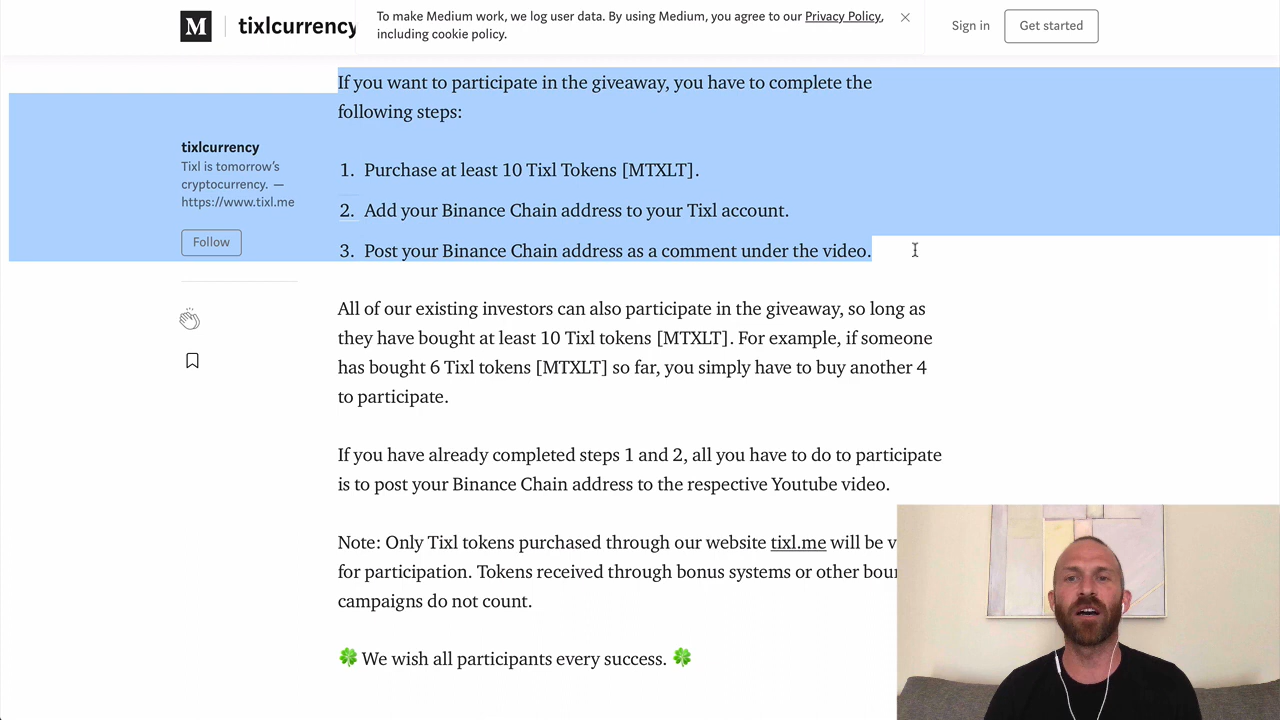 M
tixlcurrency
To make Medium work, we log user data. By using Medium, you agree to our Privacy Policy,
including cookie policy.
Sign in
Get started
tixlcurrency
Tixl is tomorrow's
cryptocurrency. —
https://www.tixl.me
Follow
If you want to participate in the giveaway, you have to complete the
following steps:
1. Purchase at least 10 Tixl Tokens [MTXLT].
2. Add your Binance Chain address to your Tixl account.
3. Post your Binance Chain address as a comment under the video.
All of our existing investors can also participate in the giveaway, so long as
they have bought at least 10 Tixl tokens [MTXLT]. For example, if someone
has bought 6 Tixl tokens [MTXLT] so far, you simply have to buy another 4
to participate.
If you have already completed steps 1 and 2, all you have to do to participate
is to post your Binance Chain address to the respective Youtube video.
Note: Only Tixl tokens purchased through our website tixl.me will be
for participation. Tokens received through bonus systems or other
campaigns do not count.
🍀 We wish all participants every success. 🍀